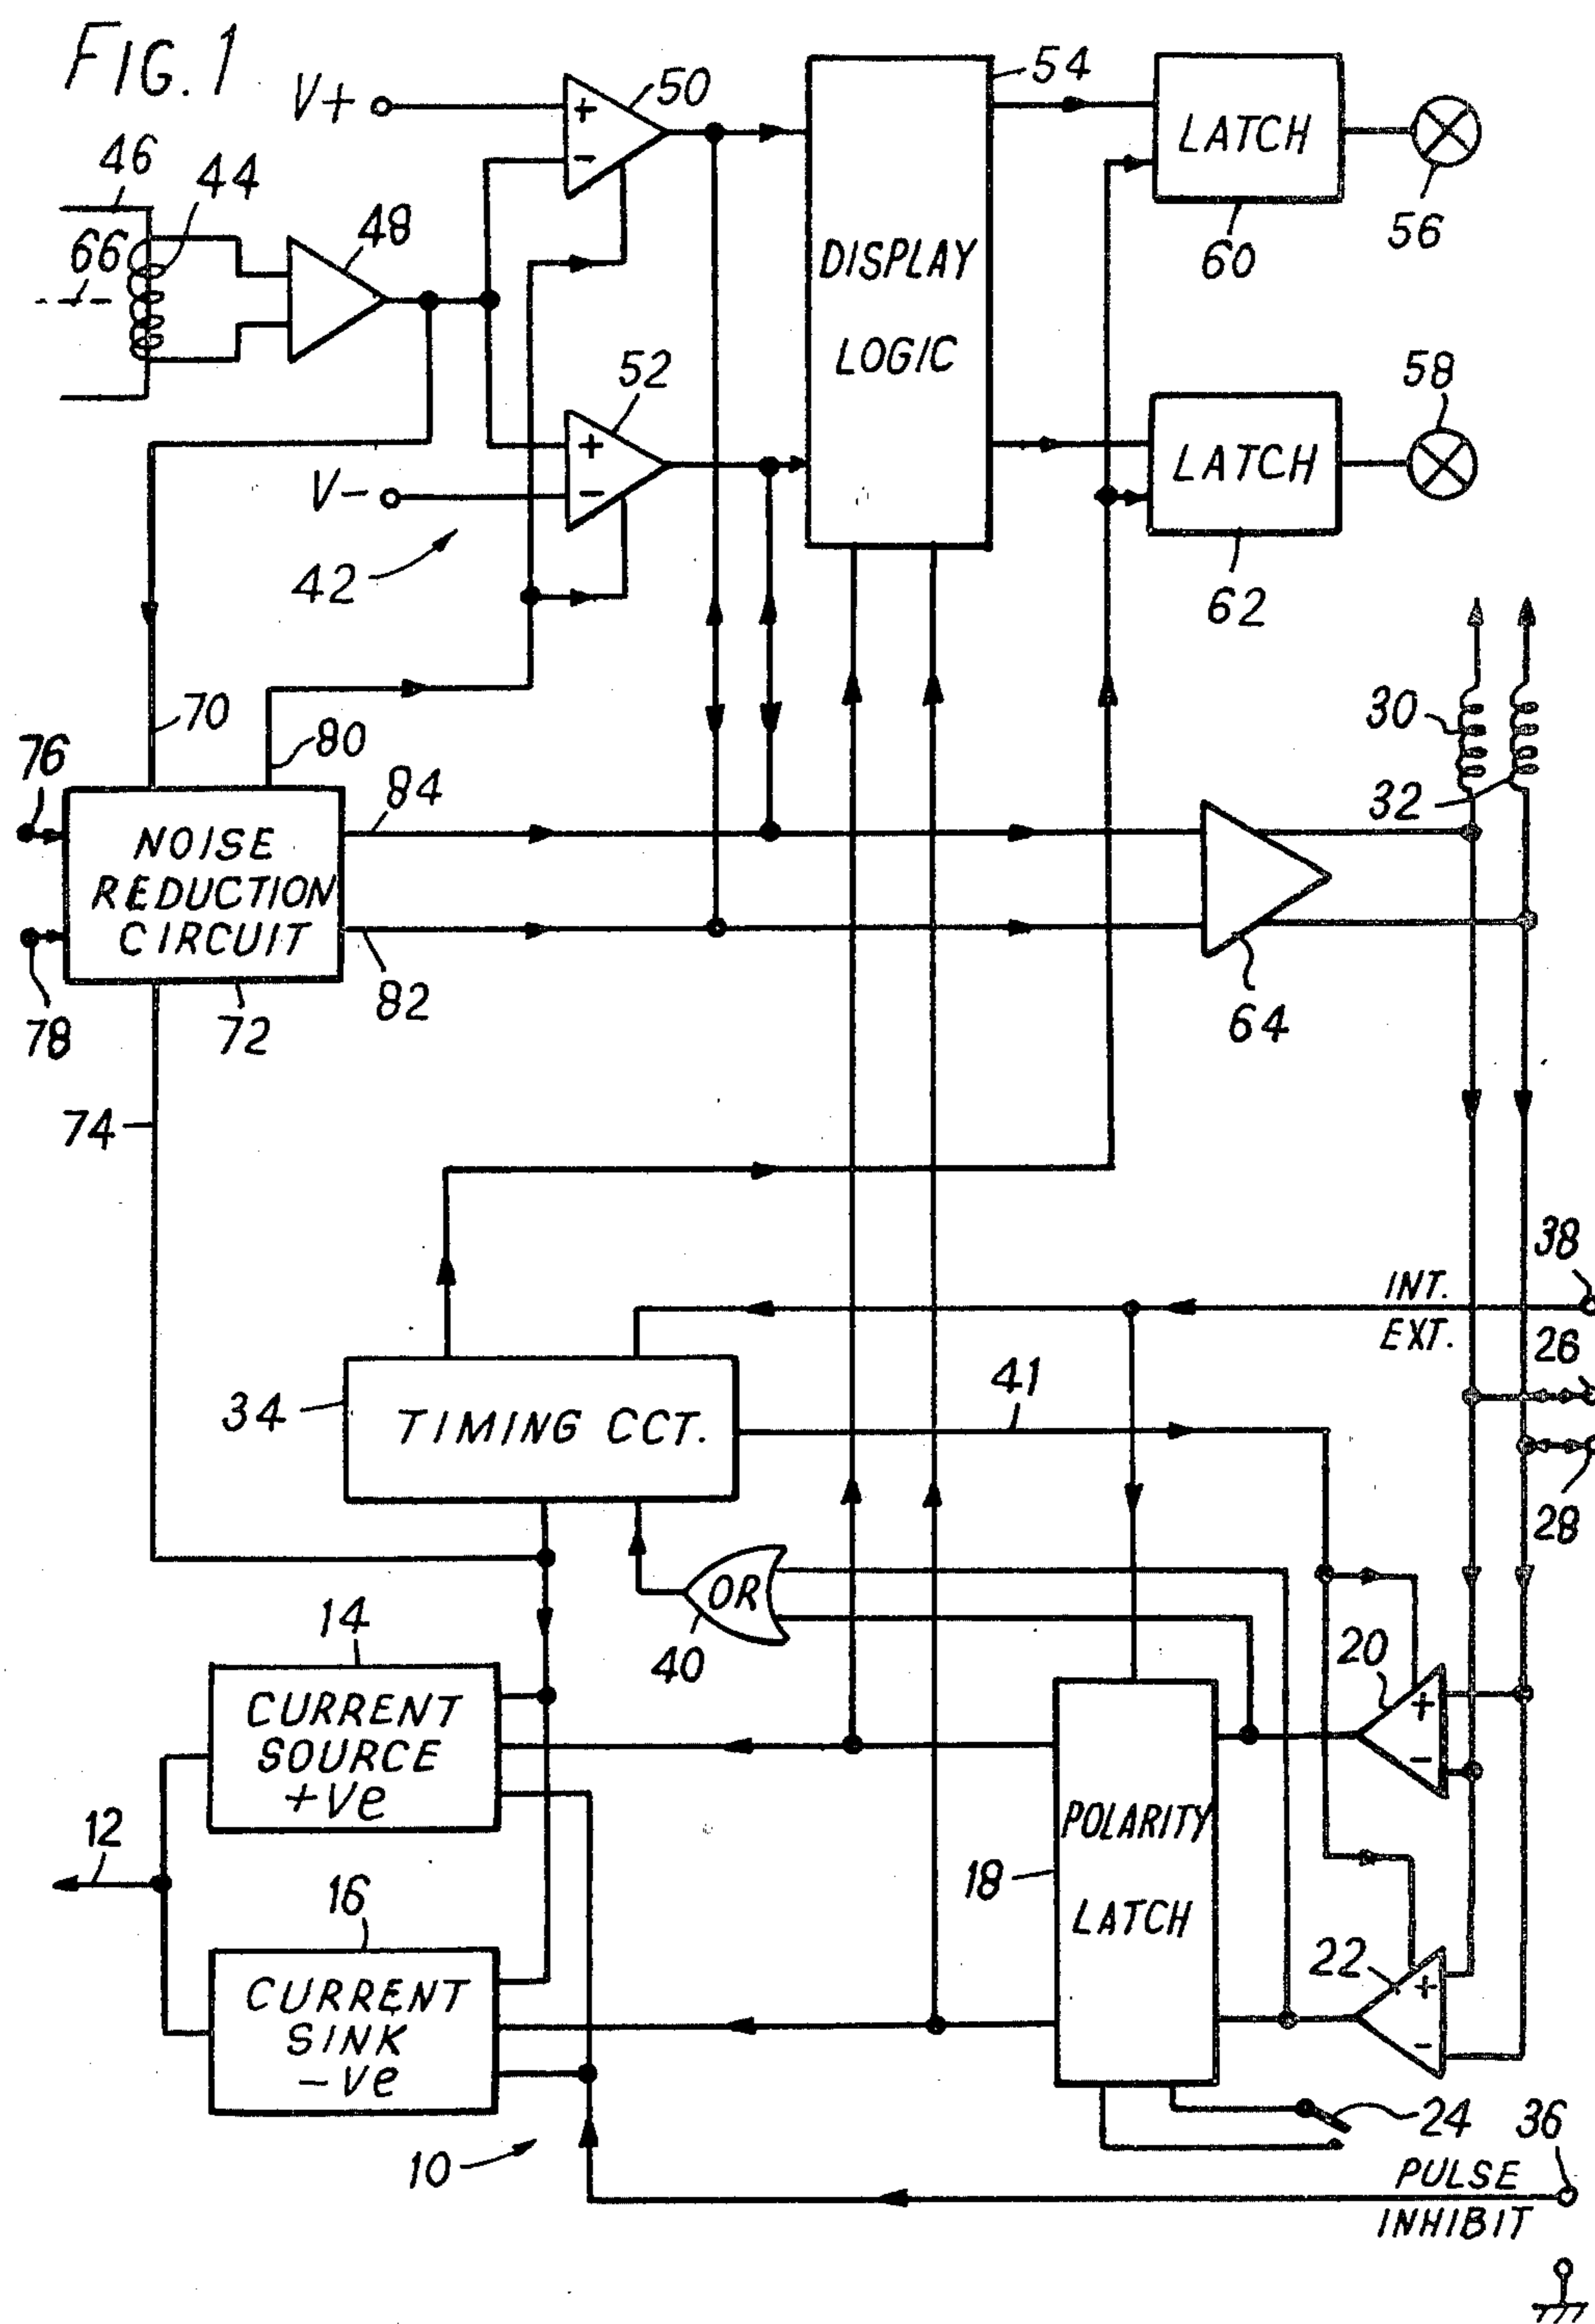 FIG. 1
V+
50
54
LATCH
60
56
46
44
66
48
DISPLAY
LOGIC
52
V-
42
58
LATCH
62
70
80
76
78
NOISE
REDUCTION
CIRCUIT
84
82
72
74
30
32
64
38
INT.
EXT.
26
28
41
34
TIMING CCT.
OR
40
14
CURRENT
SOURCE
+ve
12
16
CURRENT
SINK
-ve
10
18
POLARITY
LATCH
20
+
-
22
+
-
24
36
PULSE
INHIBIT
+
-
+
-